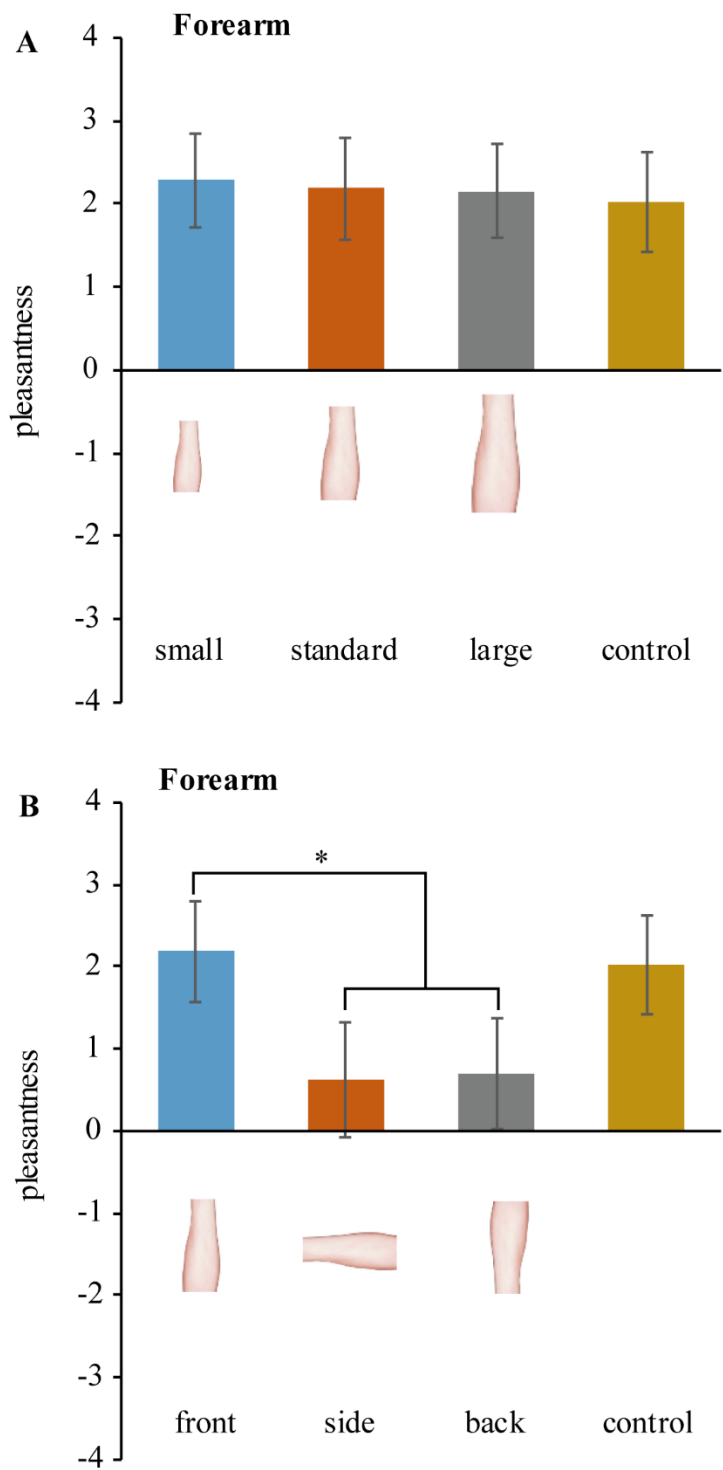 A
Forearm
4
3
2
1
0
-1
-2
-3
-4
pleasantness
small standard large control
B
Forearm
4
3
2
1
0
-1
-2
-3
-4
pleasantness
*
front side back control